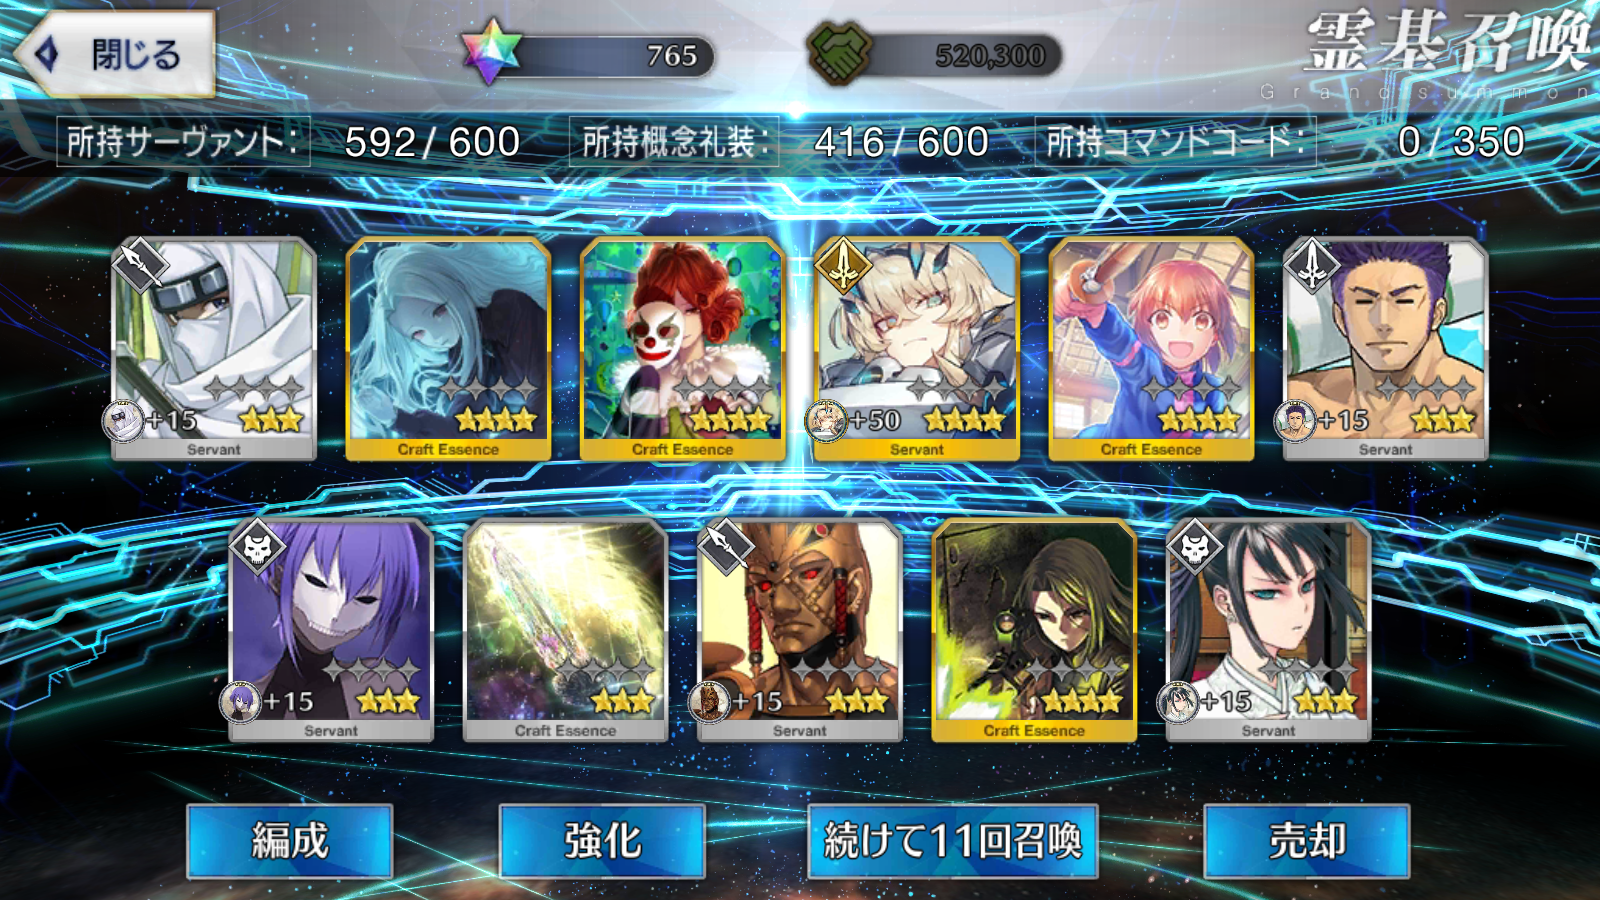 閉じる
765
520,300
霊基召喚
Grand summon
所持サーヴァント: 592 / 600
所持概念礼装: 416 / 600
所持コマンドコード: 0 / 350
+15
Servant
Craft Essence
Craft Essence
+50
Servant
Craft Essence
+15
Servant
+15
Servant
Craft Essence
+15
Servant
Craft Essence
+15
Servant
編成
強化
続けて11回召喚
売却